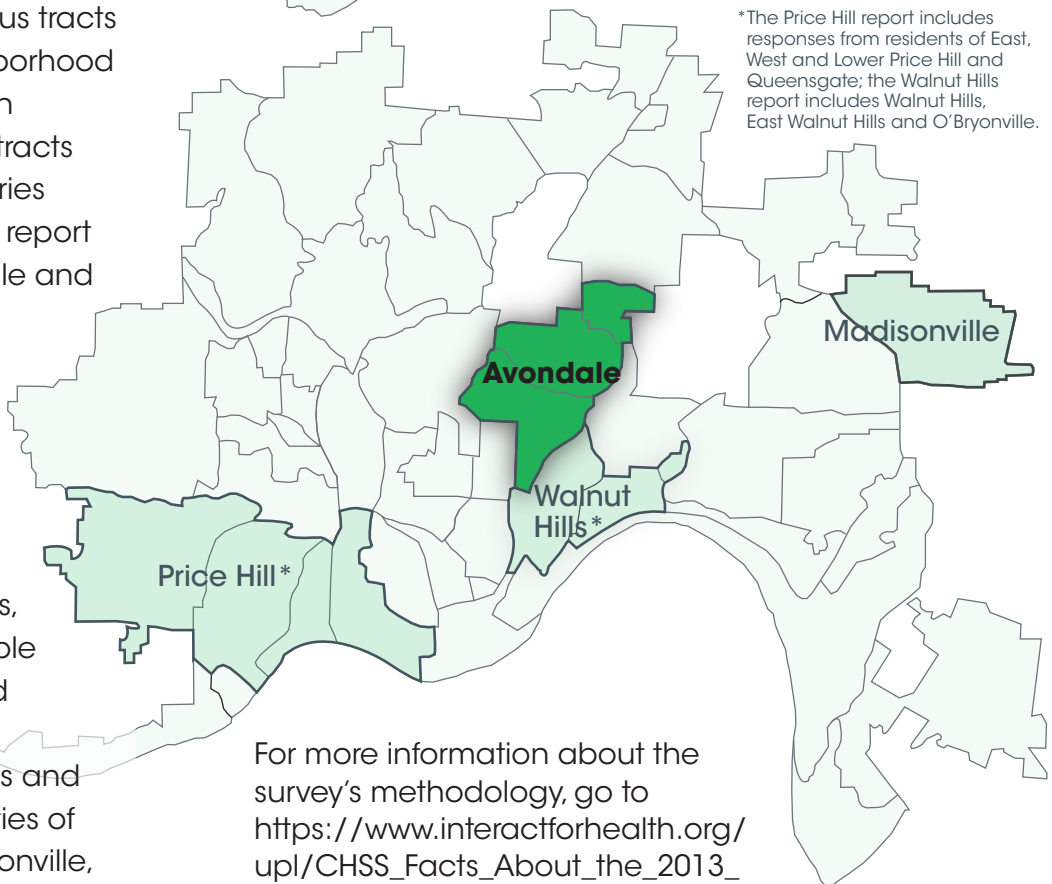 us tracts
tracts
ries
report
le and
s,
ble
s and
ies of
onville,
*The Price Hill report includes
responses from residents of East,
West and Lower Price Hill and
Queensgate; the Walnut Hills
report includes Walnut Hills,
East Walnut Hills and O'Bryonville.
Madisonville
Avondale
Walnut
Hills*
Price Hill*
For more information about the
survey's methodology, go to
https://www.interactforhealth.org/
upl/CHSS_Facts_About_the_2013_